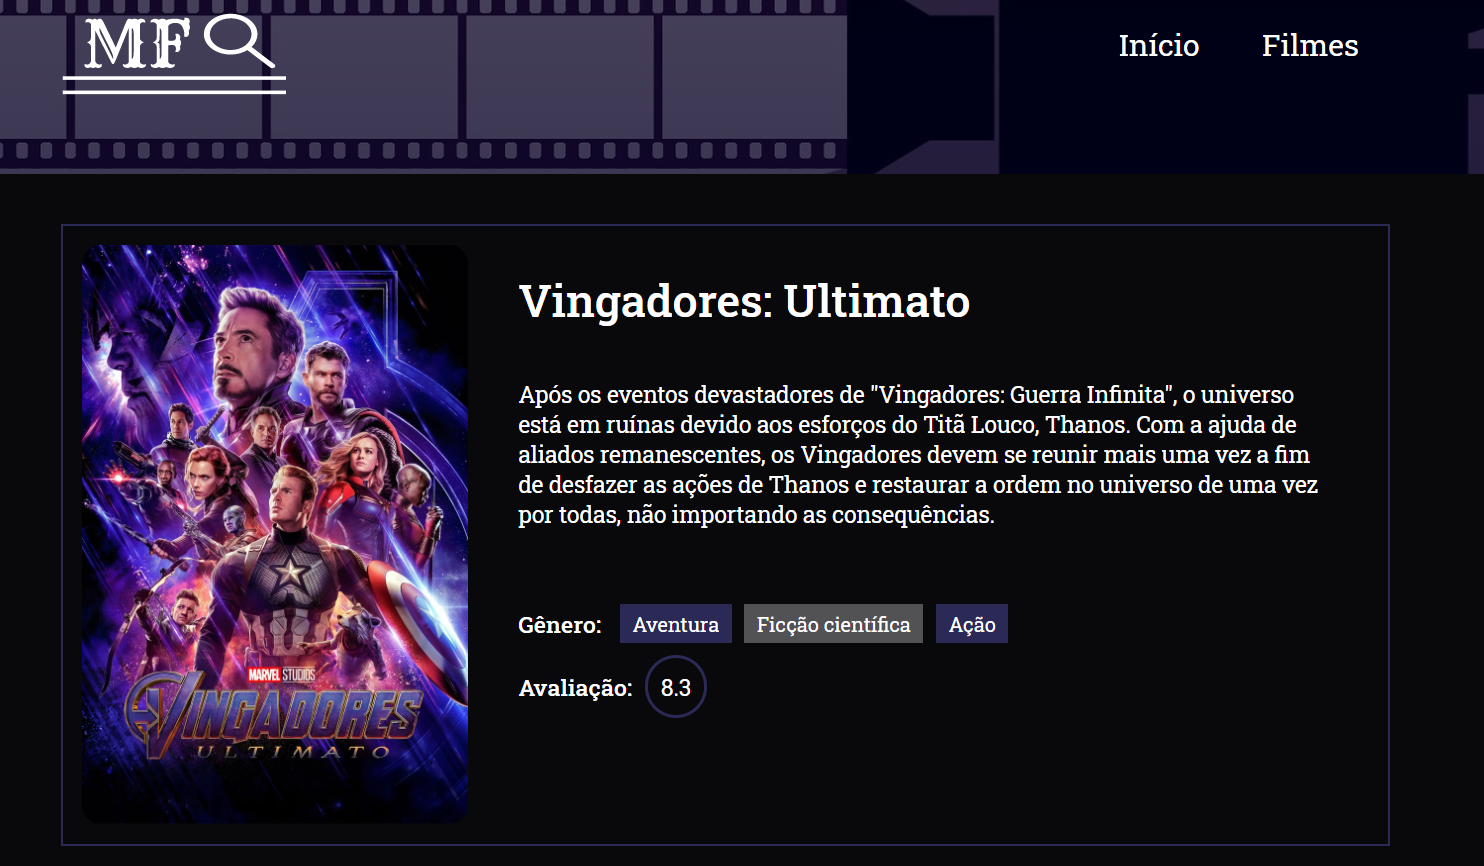 MF
Início Filmes
Vingadores: Ultimato
Após os eventos devastadores de "Vingadores: Guerra Infinita", o universo
está em ruínas devido aos esforços do Titã Louco, Thanos. Com a ajuda de
aliados remanescentes, os Vingadores devem se reunir mais uma vez a fim
de desfazer as ações de Thanos e restaurar a ordem no universo de uma vez
por todas, não importando as consequências.
Gênero: Aventura Ficção científica Ação
Avaliação: 8.3
MARVEL STUDIOS
VINGADORES
ULTIMATO